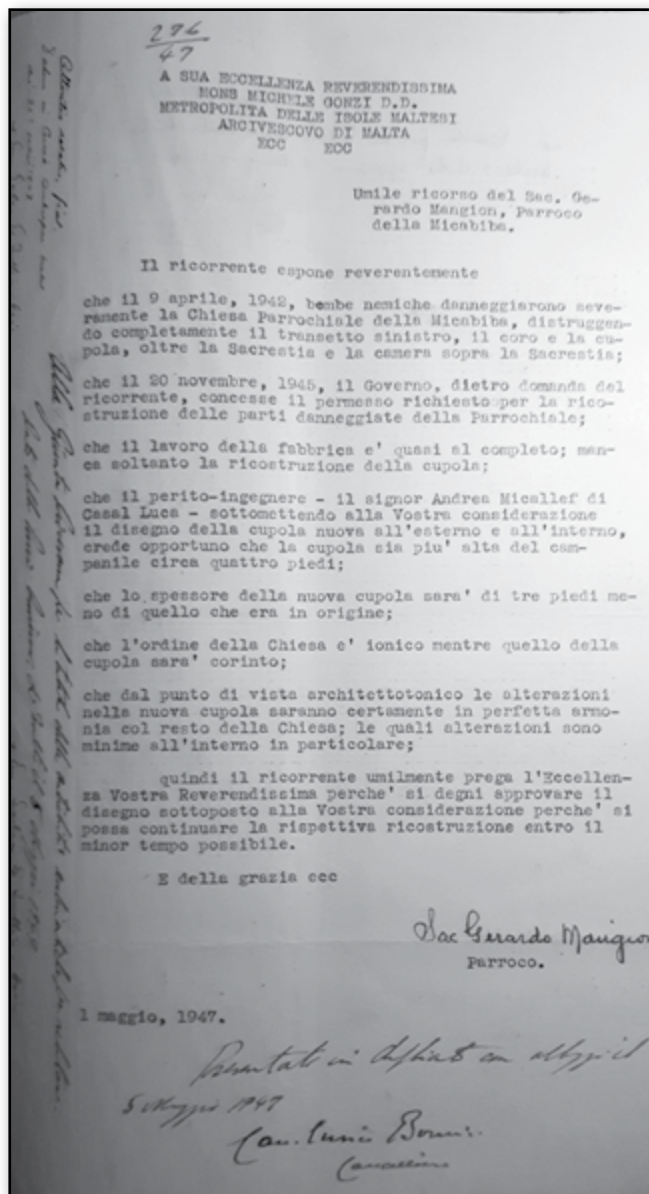 276
47
A SUA ECCELLENZA REVERENDISSIMA
MONS MICHELE GONZI D.D.
METROPOLITA DELLE ISOLE MALTESI
ARCIVESCOVO DI MALTA
ECC ECC
Umile ricorso del Sac. Ge-
rardo Mangion, Parroco
della Micabiba.
Il ricorrente espone reverentemente
che il 9 aprile, 1942, bombe nemiche danneggiarono seve-
ramente la Chiesa Parrochiale della Micabiba, distruggen-
do completamente il transetto sinistro, il coro e la cu-
pola, oltre la Sacrestia e la camera sopra la Sacrestia;
che il 20 novembre, 1945, il Governo, dietro domanda del
ricorrente, concesse il permesso richiesto per la rico-
struzione delle parti danneggiate della Parrochiale;
che il lavoro della fabbrica e' quasi al completo; man-
ca soltanto la ricostruzione della cupola;
che il perito-ingegnere - il signor Andrea Micallef di
Casal Luca - sottomettendo alla Vostra considerazione
il disegno della cupola nuova all'esterno e all'interno,
crede opportuno che la cupola sia piu' alta del cam-
panile circa quattro piedi;
che lo spessore della nuova cupola sara' di tre piedi me-
no di quello che era in origine;
che l'ordine della Chiesa e' ionico mentre quello della
cupola sara' corinto;
che dal punto di vista architettotonico le alterazioni
nella nuova cupola saranno certamente in perfetta armo-
nia col resto della Chiesa; le quali alterazioni sono
minime all'interno in particolare;
quindi il ricorrente umilmente prega l'Eccellen-
za Vostra Reverendissima perche' si degni approvare il
disegno sottoposto alla Vostra considerazione perche' si
possa continuare la rispettiva ricostruzione entro il
minor tempo possibile.
E della grazia ecc
Sac Gerardo Mangion
Parroco.
1 maggio, 1947.
Presentato in
5 Maggio 1947
Can.
Alla Giunta